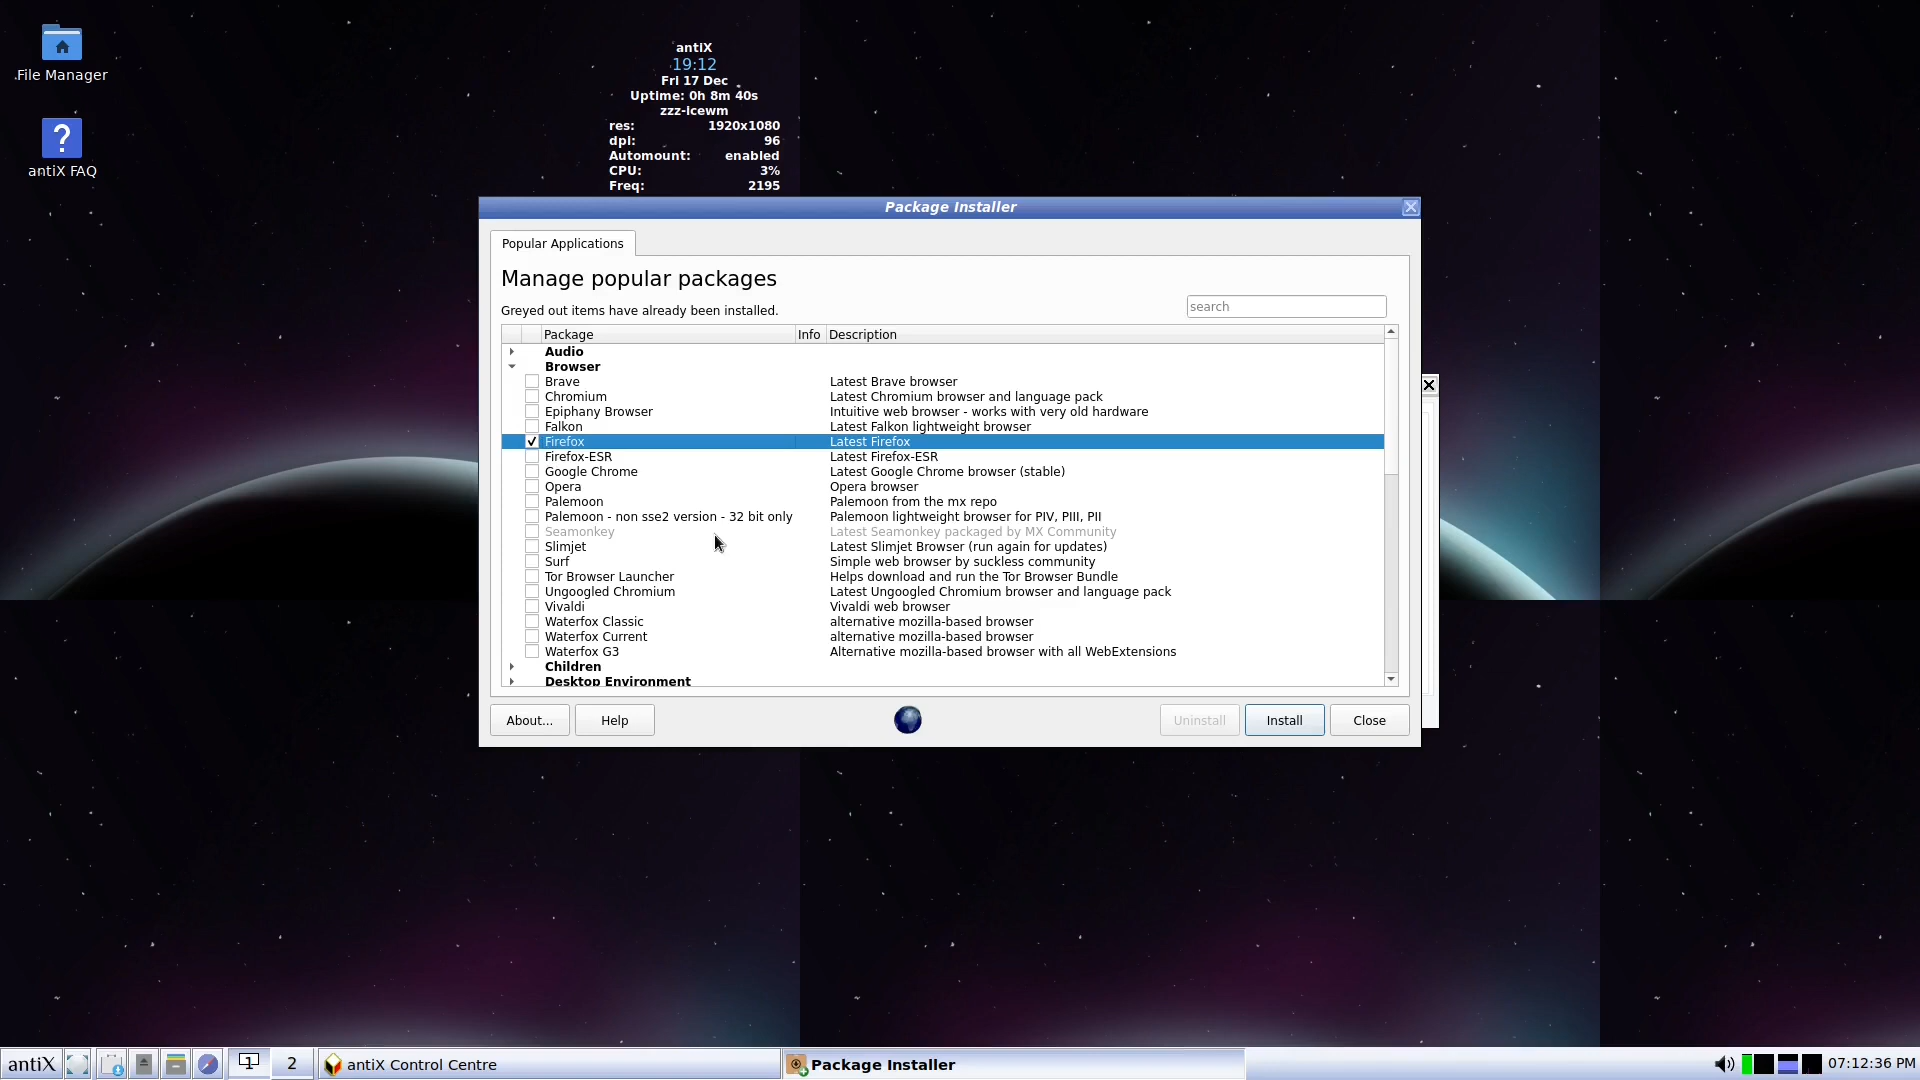 File Manager
?
antiX FAQ
antiX
19:12
Fri 17 Dec
Uptime: 0h 8m 40s
zzz-icewm
res: 1920x1080
dpi: 96
Automount: enabled
CPU: 3%
Freq: 2195
Package Installer
Popular Applications
Manage popular packages
Greyed out items have already been installed.
search
Package Info Description
Audio
Browser
Brave Latest Brave browser
Chromium Latest Chromium browser and language pack
Epiphany Browser Intuitive web browser - works with very old hardware
Falkon Latest Falkon lightweight browser
Firefox Latest Firefox
Firefox-ESR Latest Firefox-ESR
Google Chrome Latest Google Chrome browser (stable)
Opera Opera browser
Palemoon Palemoon from the mx repo
Palemoon - non sse2 version - 32 bit only Palemoon lightweight browser for PIV, PIII, PII
Seamonkey Latest Seamonkey packaged by MX Community
Slimjet Latest Slimjet Browser (run again for updates)
Surf Simple web browser by suckless community
Tor Browser Launcher Helps download and run the Tor Browser Bundle
Ungoogled Chromium Latest Ungoogled Chromium browser and language pack
Vivaldi Vivaldi web browser
Waterfox Classic alternative mozilla-based browser
Waterfox Current alternative mozilla-based browser
Waterfox G3 Alternative mozilla-based browser with all WebExtensions
Children
Desktop Environment
About... Help Uninstall Install Close
antiX 1 2 antiX Control Centre Package Installer 07:12:36 PM